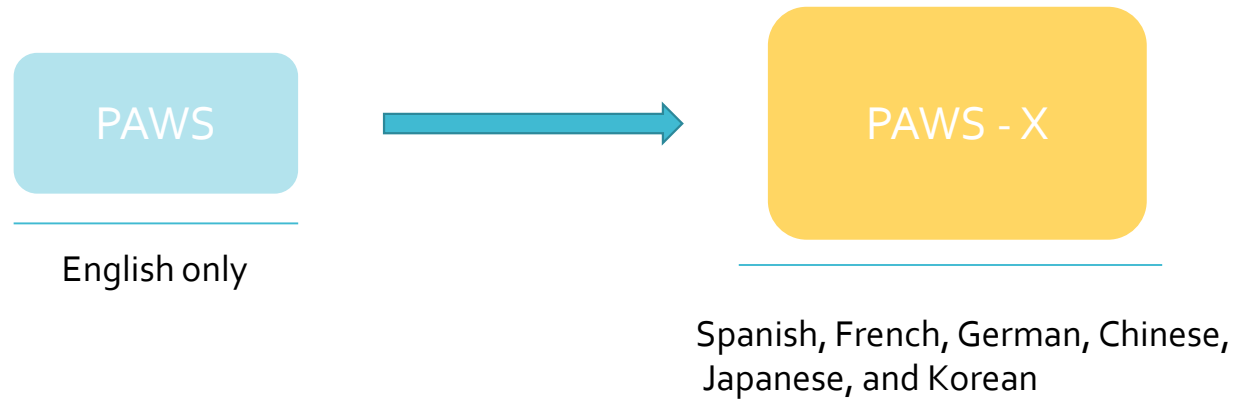 PAWS
PAWS - X
English only
Spanish, French, German, Chinese,
Japanese, and Korean